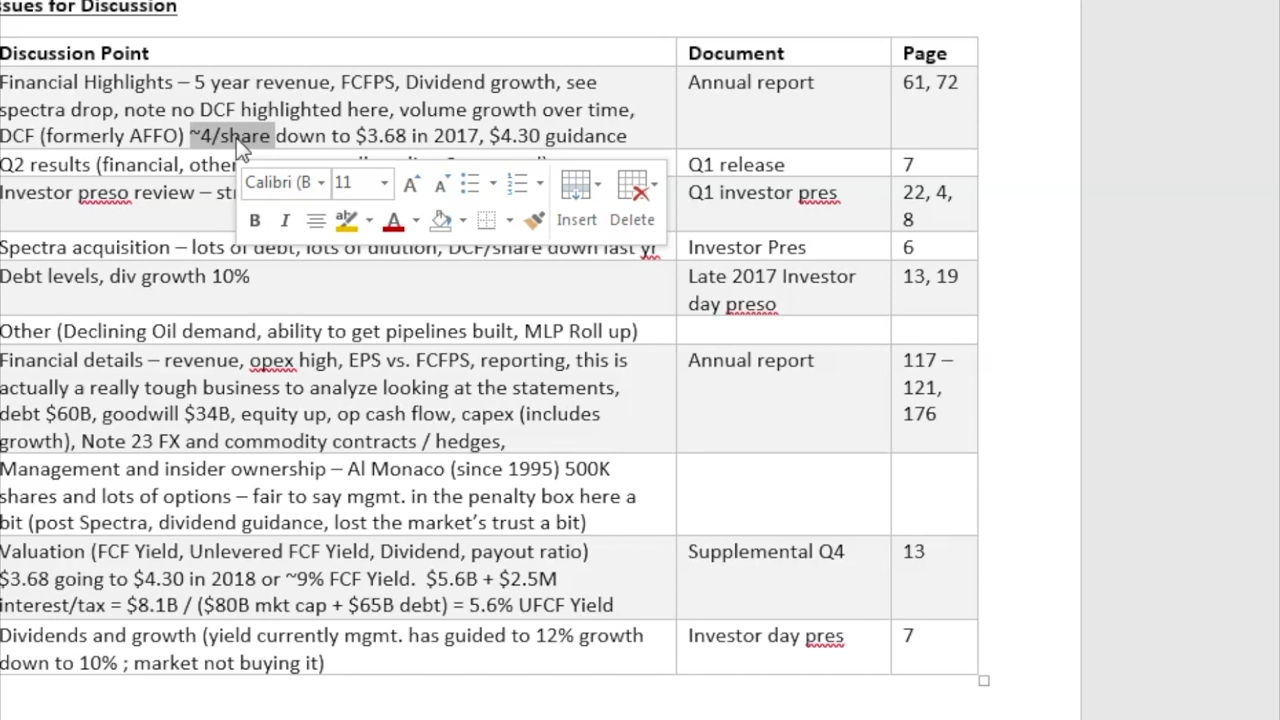 ssues for Discussion
Discussion Point Document Page
Financial Highlights – 5 year revenue, FCFPS, Dividend growth, see Annual report 61, 72
spectra drop, note no DCF highlighted here, volume growth over time,
DCF (formerly AFFO) ~4/share down to $3.68 in 2017, $4.30 guidance
Q2 results (financial, other Q1 release 7
Calibri (B 11
Investor preso review – st Q1 investor pres 22, 4,
8
B I A Insert Delete
Spectra acquisition – lots of debt, lots of dilution, DCF/share down last yr Investor Pres 6
Debt levels, div growth 10% Late 2017 Investor 13, 19
day preso
Other (Declining Oil demand, ability to get pipelines built, MLP Roll up)
Financial details – revenue, opex high, EPS vs. FCFPS, reporting, this is Annual report 117 –
actually a really tough business to analyze looking at the statements, 121,
debt $60B, goodwill $34B, equity up, op cash flow, capex (includes 176
growth), Note 23 FX and commodity contracts / hedges,
Management and insider ownership – Al Monaco (since 1995) 500K
shares and lots of options – fair to say mgmt. in the penalty box here a
bit (post Spectra, dividend guidance, lost the market’s trust a bit)
Valuation (FCF Yield, Unlevered FCF Yield, Dividend, payout ratio) Supplemental Q4 13
$3.68 going to $4.30 in 2018 or ~9% FCF Yield. $5.6B + $2.5M
interest/tax = $8.1B / ($80B mkt cap + $65B debt) = 5.6% UFCF Yield
Dividends and growth (yield currently mgmt. has guided to 12% growth Investor day pres 7
down to 10% ; market not buying it)